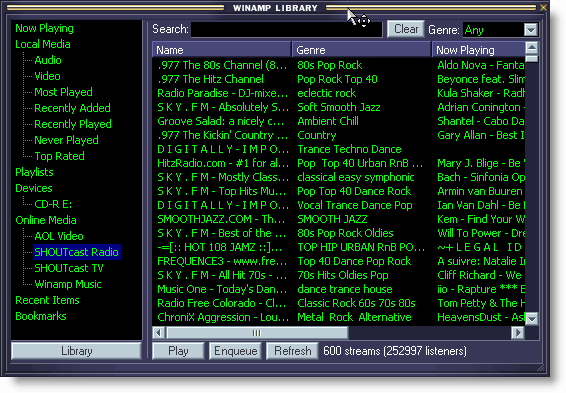 WINAMP LIBRARY
Now Playing
Local Media
Audio
Video
Most Played
Recently Added
Recently Played
Never Played
Top Rated
Playlists
Devices
CD-R E:
Online Media
AOL Video
SHOUTcast Radio
SHOUTcast TV
Winamp Music
Recent Items
Bookmarks
Library
Search: Clear Genre: Any
Name Genre Now Playing
.977 The 80s Channel (8... 80s Pop Rock Aldo Nova - Fanta
.977 The Hitz Channel Pop Rock Top 40 Beyonce feat. Slim
Radio Paradise - DJ-mixe... eclectic rock Kula Shaker - Radh
S K Y . F M - Absolutely S... Soft Smooth Jazz Adrian Conington -
Groove Salad: a nicely c... Ambient Chill Shantel - Cabo Da
.977 The Kickin' Country ... Country Gary Allan - Best I
D I G I T A L L Y - I M P O... Trance Techno Dance
HitzRadio.com - #1 for al... Pop Top 40 Urban RnB ... Mary J. Blige - Be W
S K Y . F M - Mostly Class... classical easy symphonic Bach - Sinfonia Op
S K Y . F M - Top Hits Mu... Pop Top 40 Dance Rock Armin van Buuren
D I G I T A L L Y - I M P O... Vocal Trance Dance Pop Ian Van Dahl - Be I
SMOOTHJAZZ.COM - Th... SMOOTH JAZZ Kem - Find Your W
S K Y . F M - Best of the ... 80s Pop Rock Oldies Will To Power - Dre
-=[:: HOT 108 JAMZ ::]... TOP HIP URBAN RnB PO... ~+ L E G A L I D
FREQUENCE3 - www.fre... Top 40 Dance Pop Rock A suivre: Natalie In
S K Y . F M - All Hit 70s - ... 70s Hits Oldies Pop Cliff Richard - We
Music One - Today's Dan... dance trance house iio - Rapture *** E
Radio Free Colorado - Cl... Classic Rock 60s 70s 80s Tom Petty & The H
ChroniX Aggression - Lou... Metal Rock Alternative HeavensDust - As
Play Enqueue Refresh 600 streams (252997 listeners)